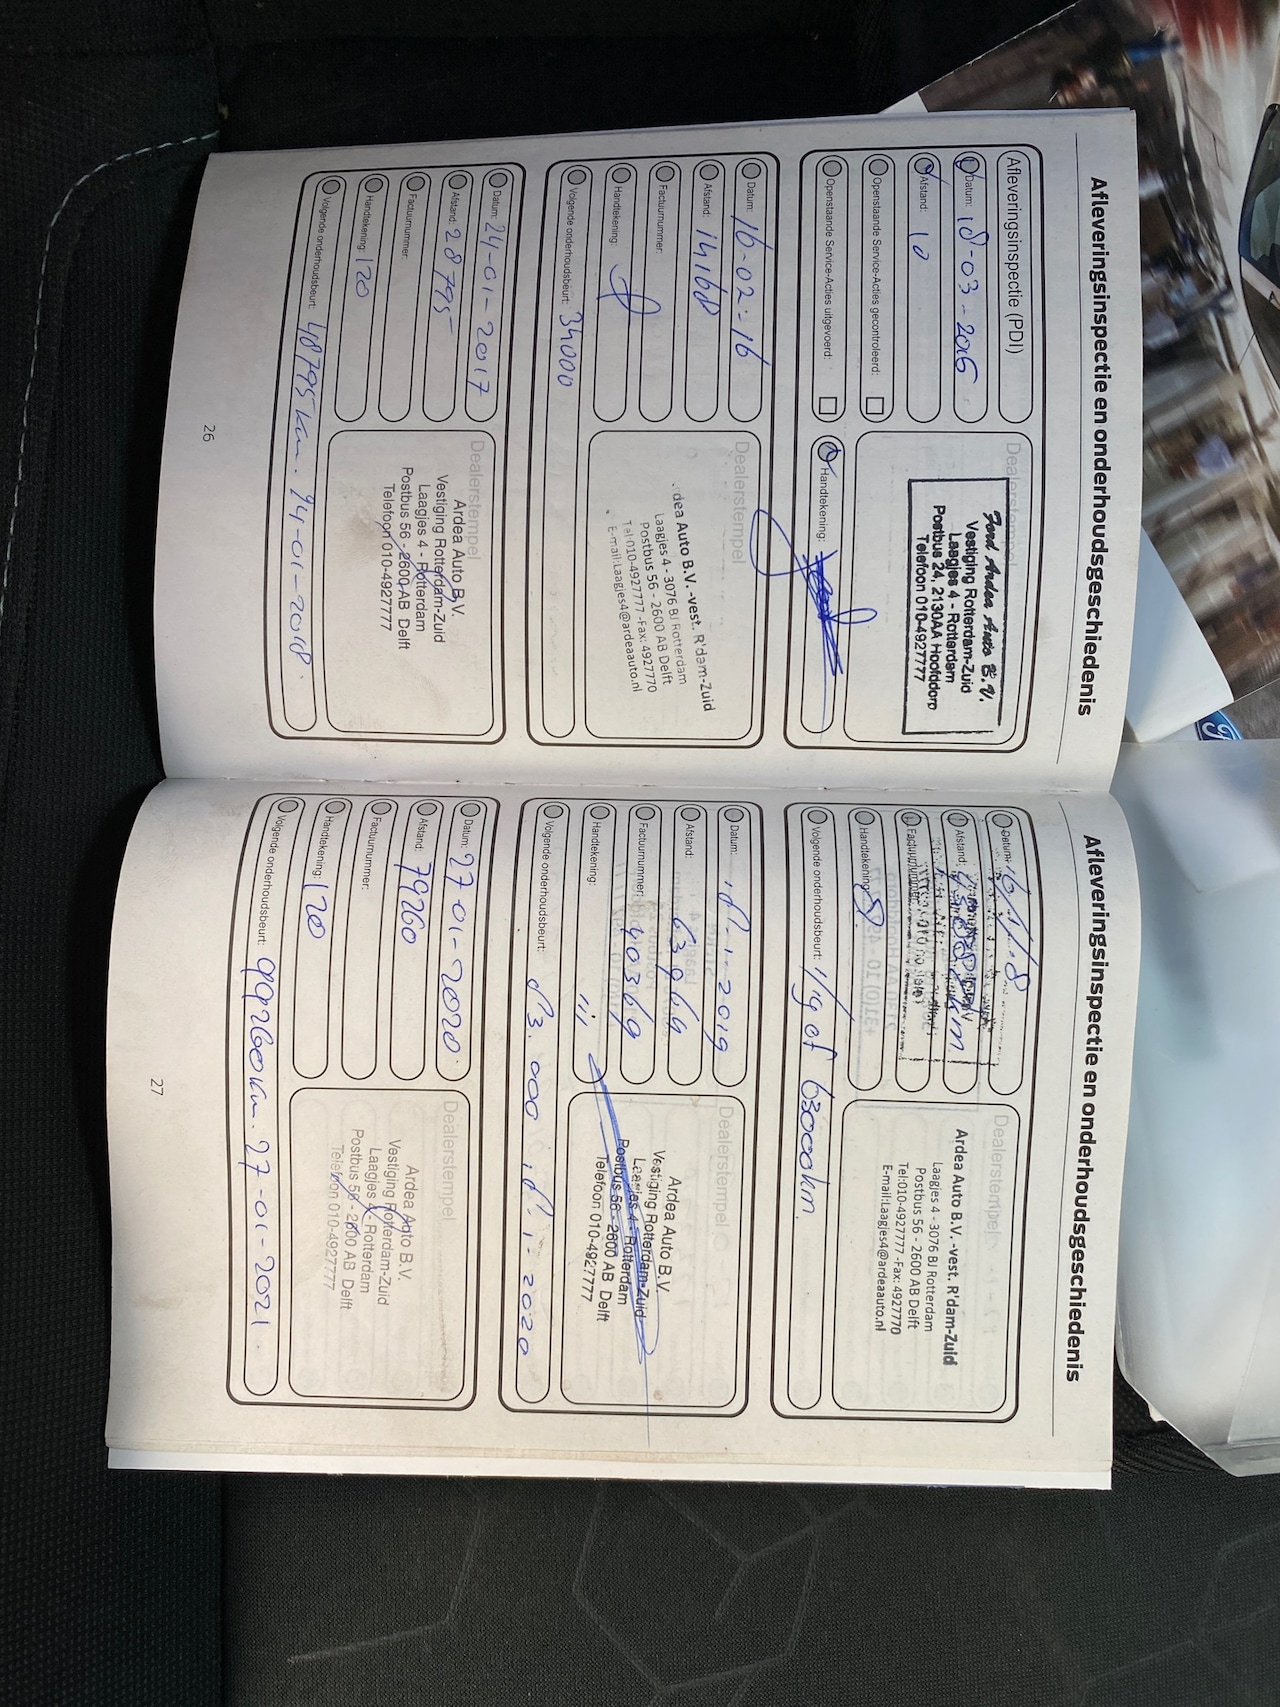 Afleveringsinspectie en onderhoudsgeschiedenis
Afleveringsinspectie (PDI)
Datum: 18-03-2015
Afstand: 10
Openstaande Service-Acties gecontroleerd:
Openstaande Service-Acties uitgevoerd:
Dealerstempel
Ford Ardea Auto B.V.
Vestiging Rotterdam-Zuid
Laagjes 4 - Rotterdam
Postbus 24, 2130AA Hoofddorp
Telefoon 010-4927777
Handtekening:
Datum: 16-02-16
Afstand: 14168
Factuurnummer:
Handtekening:
Volgende onderhoudsbeurt: 34000
Dealerstempel
dea Auto B.V. -vest. R'dam-Zuid
Laagjes 4 - 3076 BJ Rotterdam
Postbus 56 - 2600 AB Delft
Tel:010-4927777 -Fax: 4927770
E-mail:Laagjes4@ardeaauto.nl
Datum: 24-01-2017
Afstand: 28795
Factuurnummer:
Handtekening: 120
Volgende onderhoudsbeurt: 48795 km. 24-01-2018.
Dealerstempel
Ardea Auto B.V.
Vestiging Rotterdam-Zuid
Laagjes 4 - Rotterdam
Postbus 56 - 2600 AB Delft
Telefoon 010-4927777
26
Afleveringsinspectie en onderhoudsgeschiedenis
Datum:
Afstand:
Factuurnummer:
Handtekening:
Volgende onderhoudsbeurt: 1/19 of 63000km
Dealerstempel
Ardea Auto B.V. -vest. R'dam-Zuid
Laagjes 4 - 3076 BJ Rotterdam
Postbus 56 - 2600 AB Delft
Tel:010-4927777 -Fax: 4927770
E-mail:Laagjes4@ardeaauto.nl
Datum: 18-1-2019
Afstand: 63969
Factuurnummer: 40369
Handtekening:
Volgende onderhoudsbeurt: 83.000 18-1-2020
Dealerstempel
Ardea Auto B.V.
Vestiging Rotterdam-Zuid
Laagjes 4 - Rotterdam
Postbus 56 - 2600 AB Delft
Telefoon 010-4927777
Datum: 27-01-2020.
Afstand: 79260
Factuurnummer:
Handtekening: 120
Volgende onderhoudsbeurt: 99260 km. 27-01-2021.
Dealerstempel
Ardea Auto B.V.
Vestiging Rotterdam-Zuid
Laagjes 4 - Rotterdam
Postbus 56 - 2600 AB Delft
Telefoon 010-4927777
27